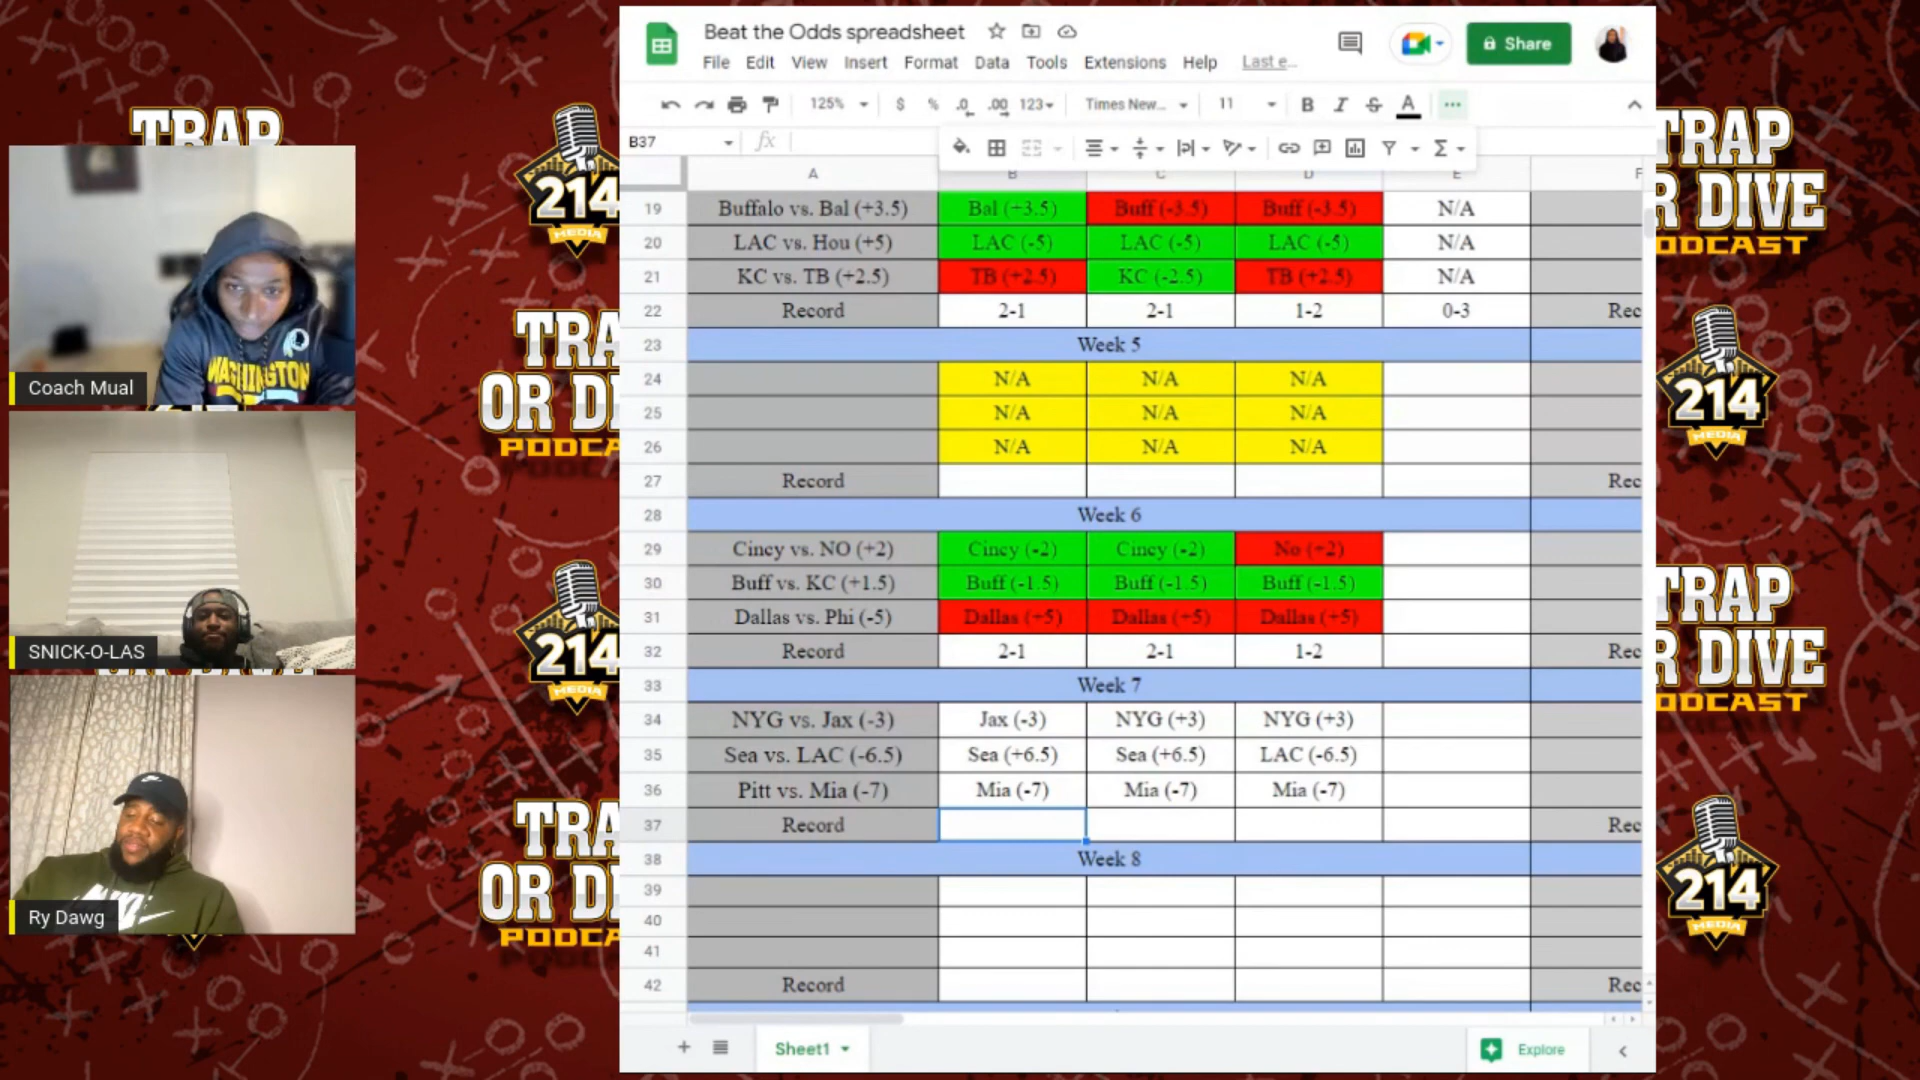 TRAP
214
MEDIA
TRAP
OR DIVE
PODCAST
Coach Mual
SNICK-O-LAS
Ry Dawg
WASHINGTON
Beat the Odds spreadsheet
Share
File Edit View Insert Format Data Tools Extensions Help Last e...
125% $ % .0 .00 123 Times New... 11 B I S A ...
B37 fx
A B C D E F
19 Buffalo vs. Bal (+3.5) Bal (+3.5) Buff (-3.5) Buff (-3.5) N/A
20 LAC vs. Hou (+5) LAC (-5) LAC (-5) LAC (-5) N/A
21 KC vs. TB (+2.5) TB (+2.5) KC (-2.5) TB (+2.5) N/A
22 Record 2-1 2-1 1-2 0-3 Rec
23 Week 5
24 N/A N/A N/A
25 N/A N/A N/A
26 N/A N/A N/A
27 Record Rec
28 Week 6
29 Cincy vs. NO (+2) Cincy (-2) Cincy (-2) No (+2)
30 Buff vs. KC (+1.5) Buff (-1.5) Buff (-1.5) Buff (-1.5)
31 Dallas vs. Phi (-5) Dallas (+5) Dallas (+5) Dallas (+5)
32 Record 2-1 2-1 1-2 Rec
33 Week 7
34 NYG vs. Jax (-3) Jax (-3) NYG (+3) NYG (+3)
35 Sea vs. LAC (-6.5) Sea (+6.5) Sea (+6.5) LAC (-6.5)
36 Pitt vs. Mia (-7) Mia (-7) Mia (-7) Mia (-7)
37 Record Rec
38 Week 8
39
40
41
42 Record Rec
Sheet1
Explore